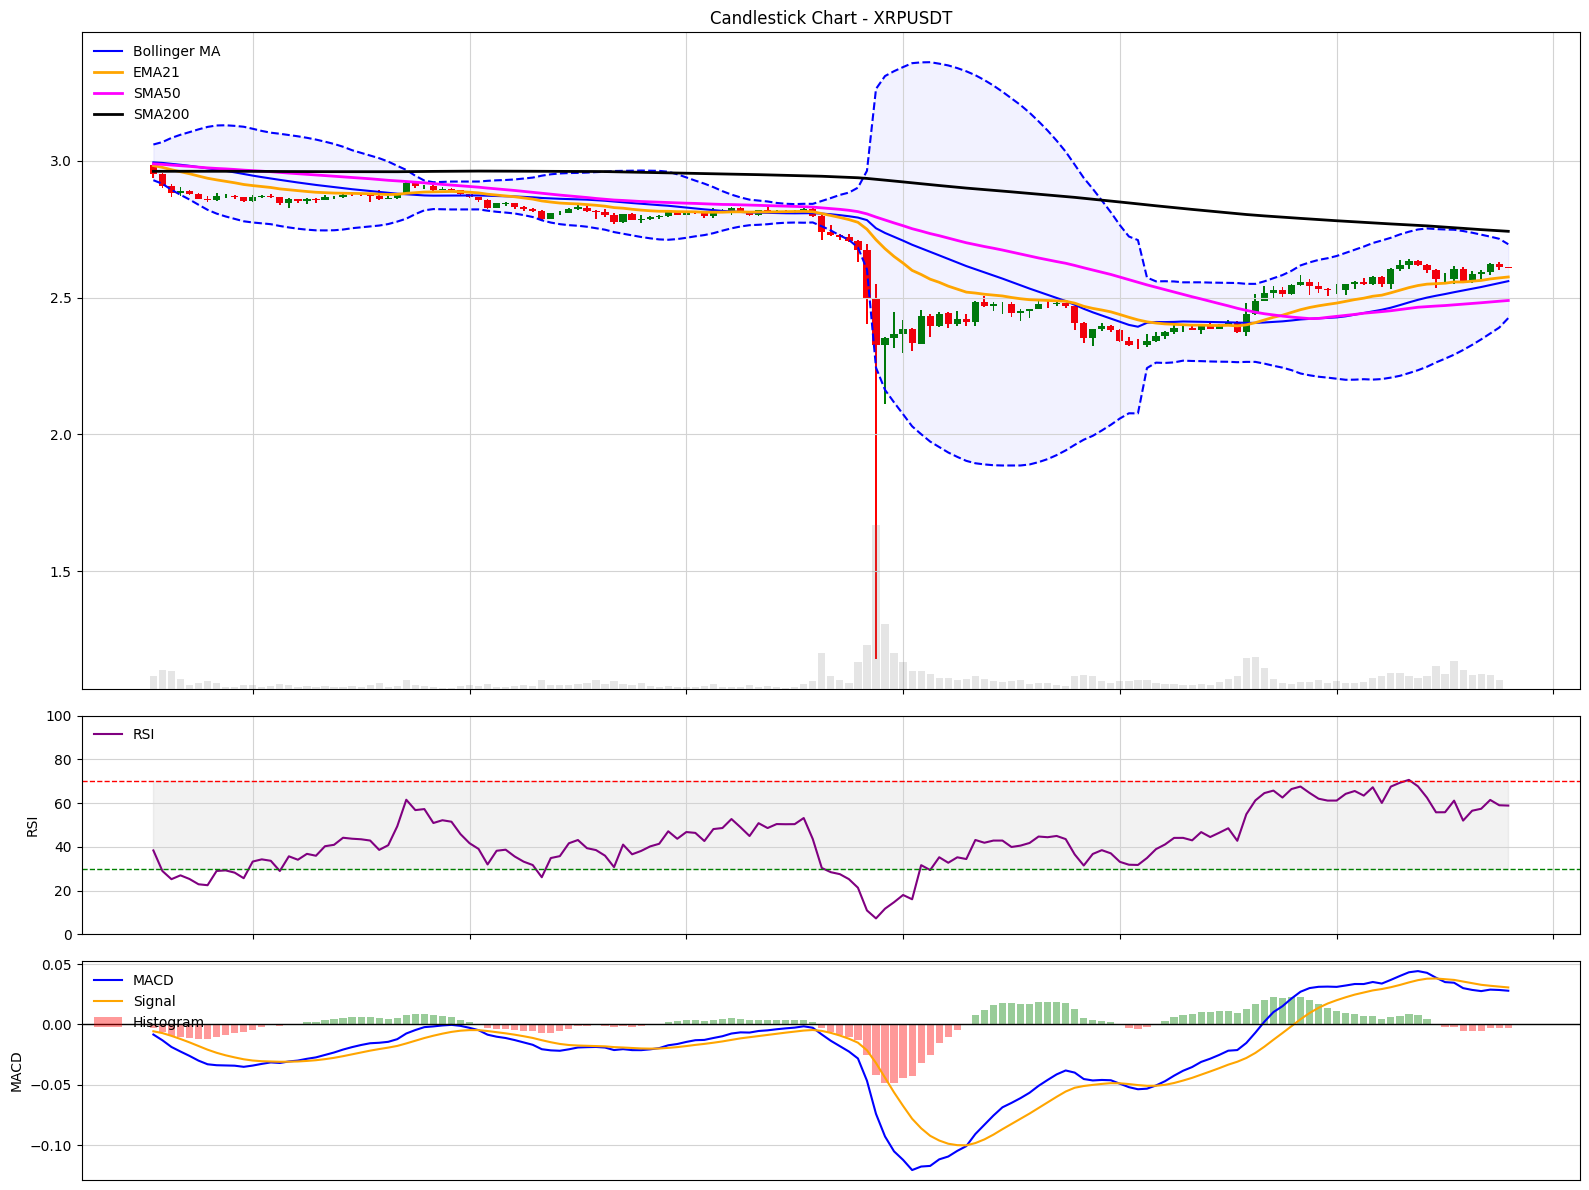 Candlestick Chart - XRPUSDT
Bollinger MA
EMA21
SMA50
SMA200
3.0
2.5
2.0
1.5
100
RSI
80
60
RSI
40
20
0
0.05
MACD
Signal
Histogram
0.00
MACD
−0.05
−0.10